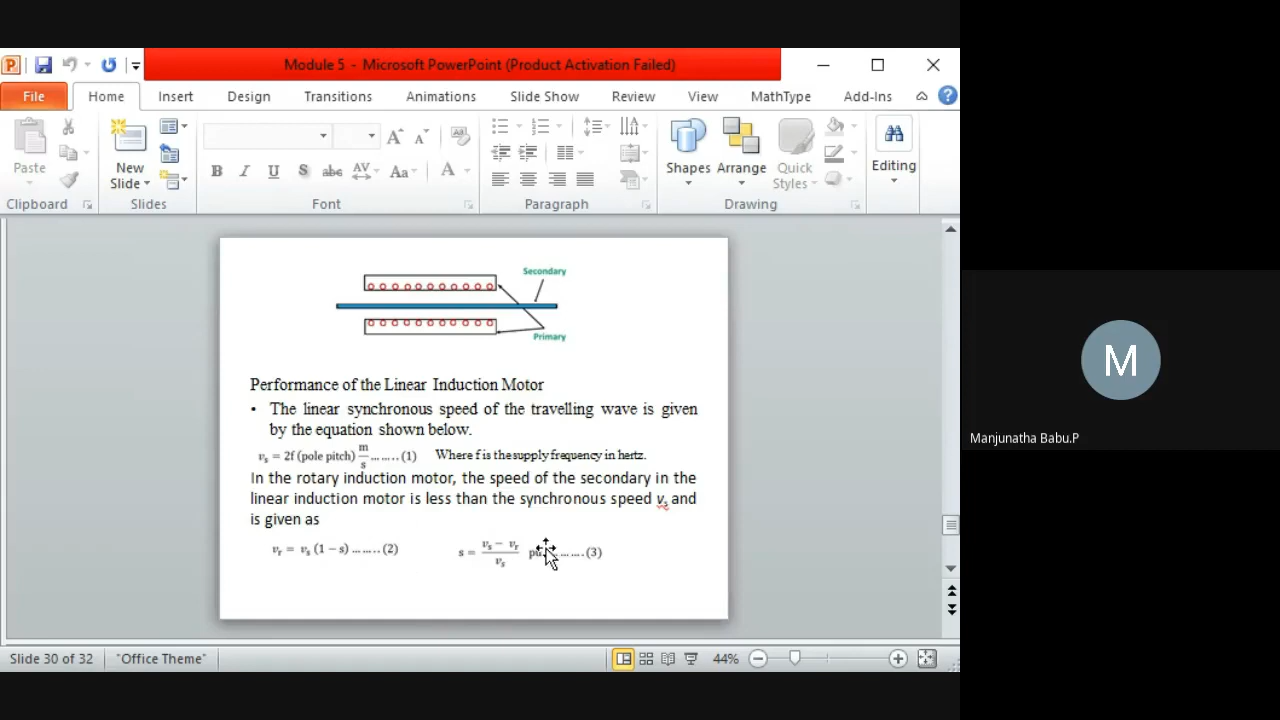 Module 5 - Microsoft PowerPoint (Product Activation Failed)
File Home Insert Design Transitions Animations Slide Show Review View MathType Add-Ins
Paste
New
Slide
B I U S abc AV Aa A
Shapes Arrange Quick
Styles
Editing
Clipboard Slides Font Paragraph Drawing
Secondary
Primary
Performance of the Linear Induction Motor
• The linear synchronous speed of the travelling wave is given
by the equation shown below.
vs = 2f (pole pitch) m/s ........ (1) Where f is the supply frequency in hertz.
In the rotary induction motor, the speed of the secondary in the
linear induction motor is less than the synchronous speed vs and
is given as
vr = vs (1 − s) ........ (2) s = (vs − vr)/vs ........ (3)
Slide 30 of 32 "Office Theme" 44%
M
Manjunatha Babu.P